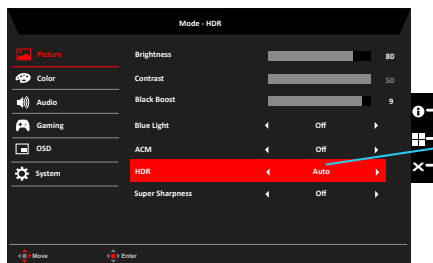 Mode - HDR
Picture
Color
Audio
Gaming
OSD
System
Brightness 80
Contrast 50
Black Boost 9
Blue Light Off
ACM Off
HDR Auto
Super Sharpness Off
Move Enter